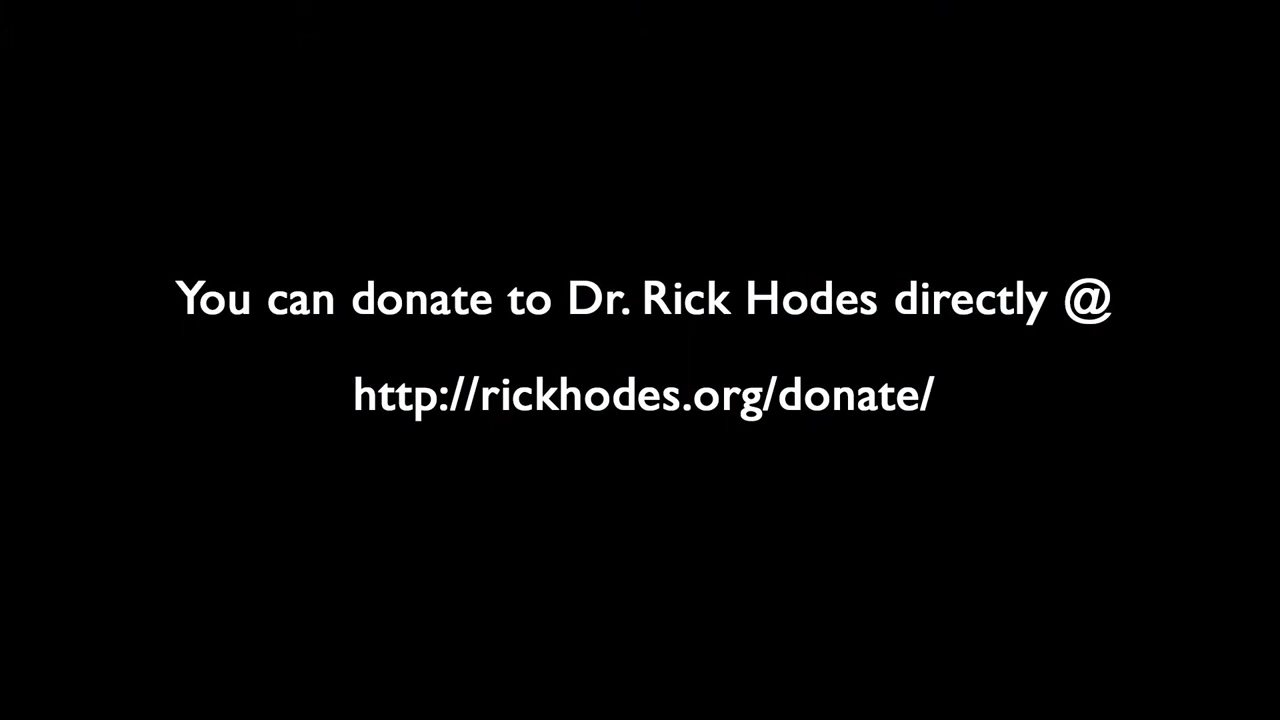 You can donate to Dr. Rick Hodes directly @
http://rickhodes.org/donate/